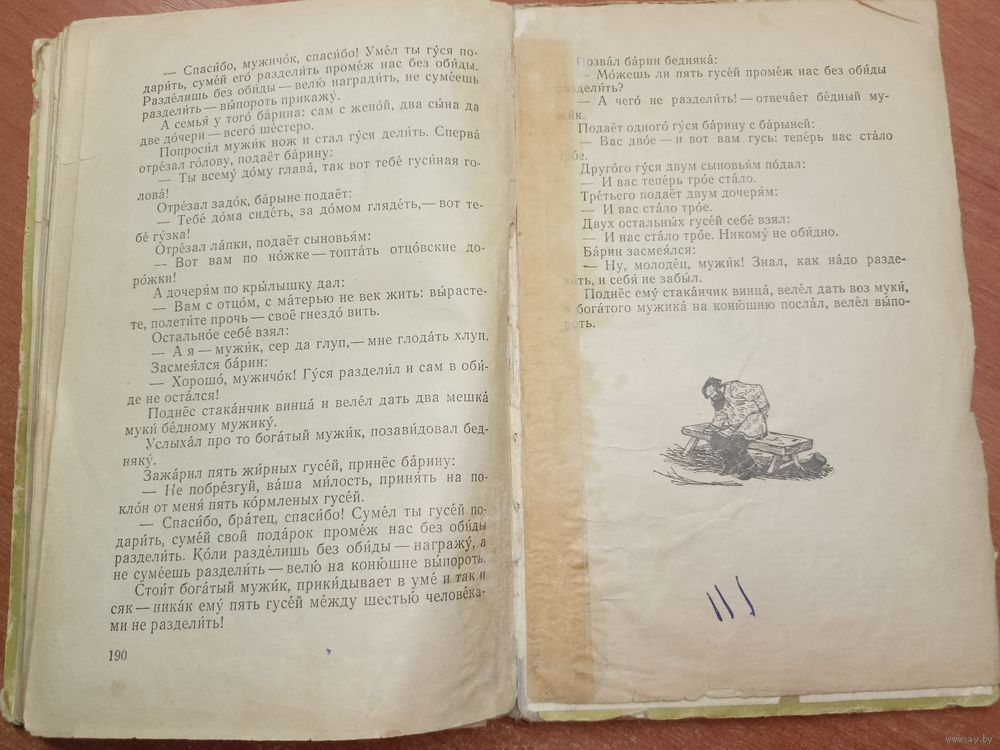 — Спаси́бо, мужичо́к, спаси́бо! Уме́л ты гу́ся по-
дари́ть, суме́й его́ раздели́ть проме́ж нас без оби́ды.
Разде́лишь без оби́ды — велю́ награди́ть, не суме́ешь
раздели́ть — вы́пороть прикажу́.
А семья́ у того́ ба́рина: сам с жено́й, два сы́на да
две до́чери — всего́ ше́стеро.
Попроси́л мужи́к нож и стал гу́ся дели́ть. Сперва́
отре́зал го́лову, подаёт ба́рину:
— Ты всему́ до́му глава́, так вот тебе́ гуси́ная го-
лова́!
Отре́зал задо́к, ба́рыне подаёт:
— Тебе́ до́ма сиде́ть, за до́мом гляде́ть, — вот те-
бе́ гу́зка!
Отре́зал ла́пки, подаёт сыновья́м:
— Вот вам по но́жке — топта́ть отцо́вские до-
ро́жки!
А дочеря́м по кры́лышку дал:
— Вам с отцо́м, с ма́терью не век жить: вы́расте-
те, полети́те прочь — своё гнездо́ вить.
Остально́е себе́ взял:
— А я — мужи́к, сер да глуп, — мне глода́ть хлуп.
Засмея́лся ба́рин:
— Хорошо́, мужичо́к! Гу́ся раздели́л и сам в оби́-
де не оста́лся!
Поднёс стака́нчик винца́ и веле́л дать два мешка́
муки́ бе́дному мужику́.
Услыха́л про то бога́тый мужи́к, позави́довал бед-
няку́.
Зажа́рил пять жи́рных гусе́й, принёс ба́рину:
— Не побре́згуй, ва́ша ми́лость, приня́ть на по-
кло́н от меня́ пять ко́рмленых гусе́й.
— Спаси́бо, бра́тец, спаси́бо! Суме́л ты гусе́й по-
дари́ть, суме́й свой пода́рок проме́ж нас без оби́ды
раздели́ть. Ко́ли разде́лишь без оби́ды — награжу́, а
не суме́ешь раздели́ть — велю́ на коню́шне вы́пороть.
Стои́т бога́тый мужи́к, прики́дывает в уме́ и так и
сяк — ника́к ему́ пять гусе́й ме́жду шестью́ челове́ка-
ми не раздели́ть!
190
Позва́л ба́рин бедняка́:
— Мо́жешь ли пять гусе́й проме́ж нас без оби́ды
раздели́ть?
— А чего́ не раздели́ть! — отвеча́ет бе́дный му-
жи́к.
Подаёт одного́ гу́ся ба́рину с ба́рыней:
— Вас дво́е — и вот вам гусь: тепе́рь вас ста́ло
тро́е.
Друго́го гу́ся двум сыновья́м по́дал:
— И вас тепе́рь тро́е ста́ло.
Тре́тьего подаёт двум дочеря́м:
— И вас ста́ло тро́е.
Двух остальны́х гусе́й себе́ взял:
— И нас ста́ло тро́е. Никому́ не оби́дно.
Ба́рин засмея́лся:
— Ну, молоде́ц, мужи́к! Знал, как на́до разде-
ли́ть, и себя́ не забы́л.
Поднёс ему́ стака́нчик винца́, веле́л дать воз муки́,
а бога́того мужика́ на коню́шню посла́л, веле́л вы́по-
роть.
www.ay.by